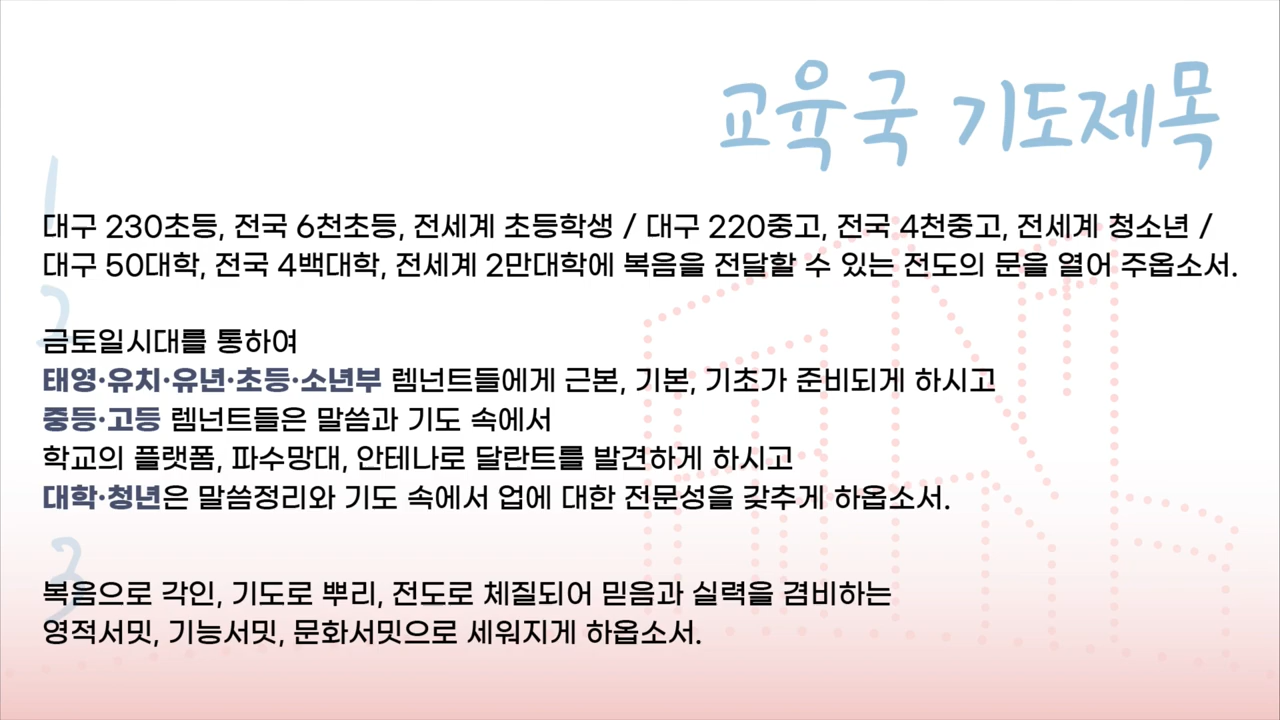 교육국 기도제목
1
대구 230초등, 전국 6천초등, 전세계 초등학생 / 대구 220중고, 전국 4천중고, 전세계 청소년 /
대구 50대학, 전국 4백대학, 전세계 2만대학에 복음을 전달할 수 있는 전도의 문을 열어 주옵소서.
2
금토일시대를 통하여
태영·유치·유년·초등·소년부 렘넌트들에게 근본, 기본, 기초가 준비되게 하시고
중등·고등 렘넌트들은 말씀과 기도 속에서
학교의 플랫폼, 파수망대, 안테나로 달란트를 발견하게 하시고
대학·청년은 말씀정리와 기도 속에서 업에 대한 전문성을 갖추게 하옵소서.
3
복음으로 각인, 기도로 뿌리, 전도로 체질되어 믿음과 실력을 겸비하는
영적서밋, 기능서밋, 문화서밋으로 세워지게 하옵소서.